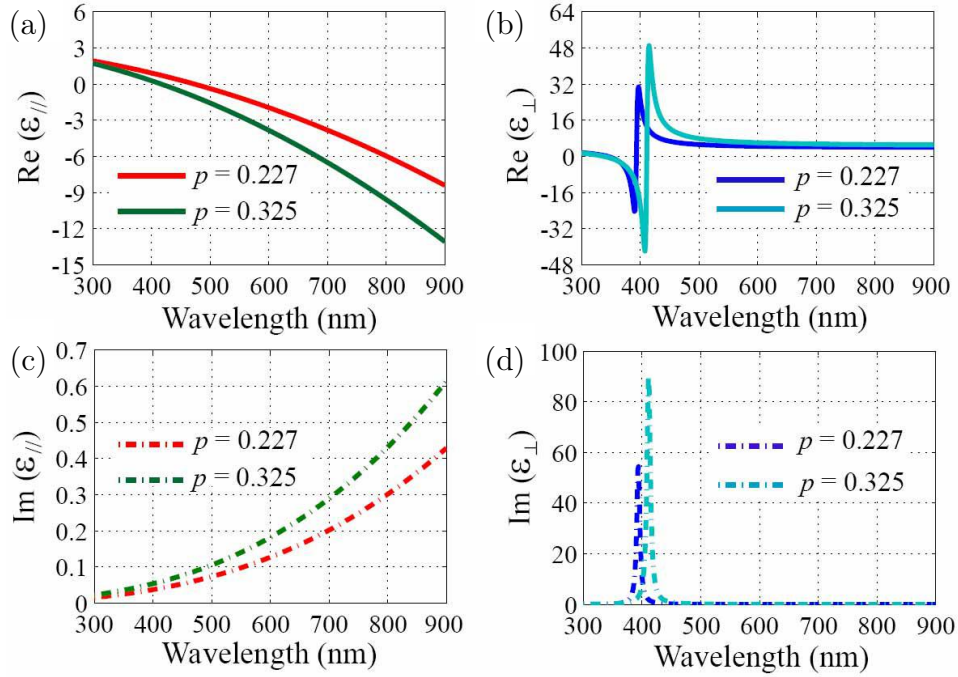 (a)
Re (ε//)
6
3
0
-3
-6
-9
-12
-15
p = 0.227
p = 0.325
300 400 500 600 700 800 900
Wavelength (nm)
(b)
Re (ε⊥)
64
48
32
16
0
-16
-32
-48
p = 0.227
p = 0.325
300 400 500 600 700 800 900
Wavelength (nm)
(c)
Im (ε//)
0.7
0.6
0.5
0.4
0.3
0.2
0.1
0
p = 0.227
p = 0.325
300 400 500 600 700 800 900
Wavelength (nm)
(d)
Im (ε⊥)
100
80
60
40
20
0
p = 0.227
p = 0.325
300 400 500 600 700 800 900
Wavelength (nm)